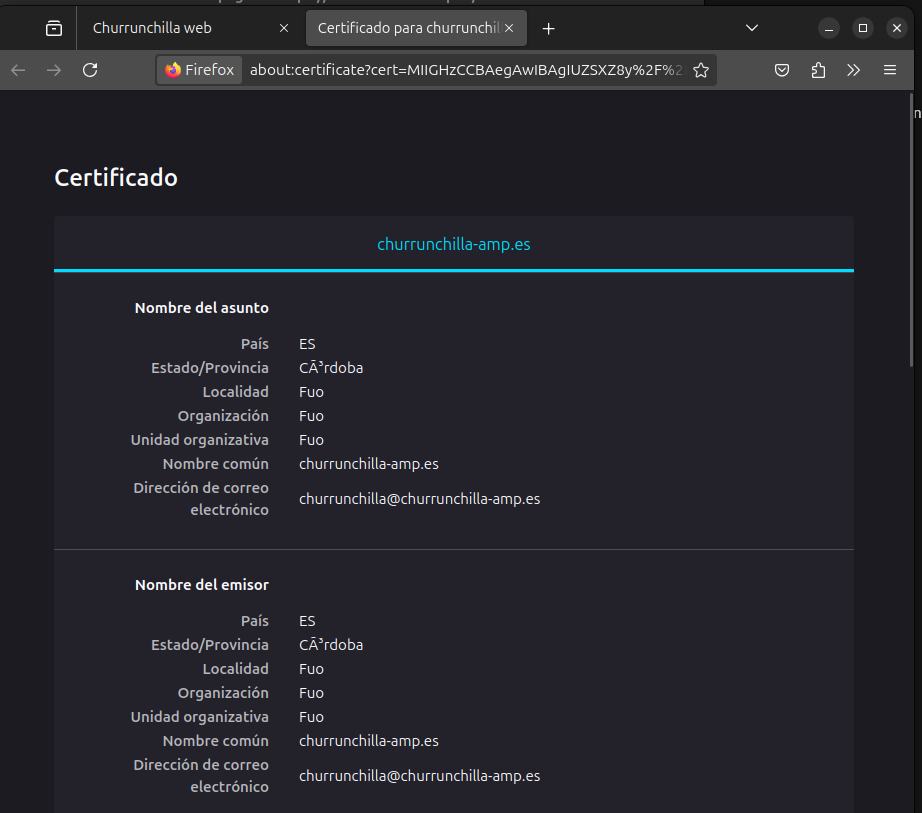 Churrunchilla web
Certificado para churrunchil
Firefox about:certificate?cert=MIIGHzCCBAegAwIBAgIUZSXZ8y%2F%2
Certificado
churrunchilla-amp.es
Nombre del asunto
País ES
Estado/Provincia CÃ³rdoba
Localidad Fuo
Organización Fuo
Unidad organizativa Fuo
Nombre común churrunchilla-amp.es
Dirección de correo
electrónico churrunchilla@churrunchilla-amp.es
Nombre del emisor
País ES
Estado/Provincia CÃ³rdoba
Localidad Fuo
Organización Fuo
Unidad organizativa Fuo
Nombre común churrunchilla-amp.es
Dirección de correo
electrónico churrunchilla@churrunchilla-amp.es